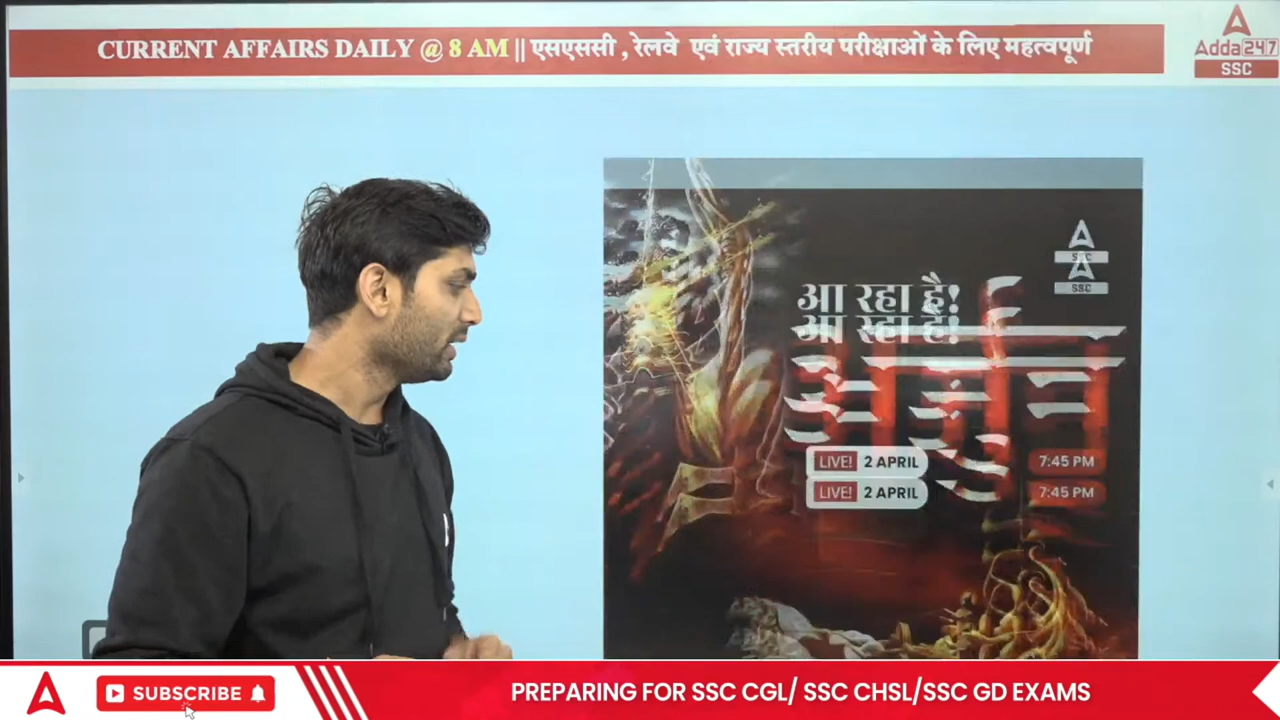 CURRENT AFFAIRS DAILY @ 8 AM || एसएससी , रेलवे एवं राज्य स्तरीय परीक्षाओं के लिए महत्वपूर्ण
Adda247
SSC
SSC
SSC
आ रहा है!
आ रहा है!
अर्जुन
LIVE! 2 APRIL 7:45 PM
LIVE! 2 APRIL 7:45 PM
SUBSCRIBE
PREPARING FOR SSC CGL/ SSC CHSL/SSC GD EXAMS